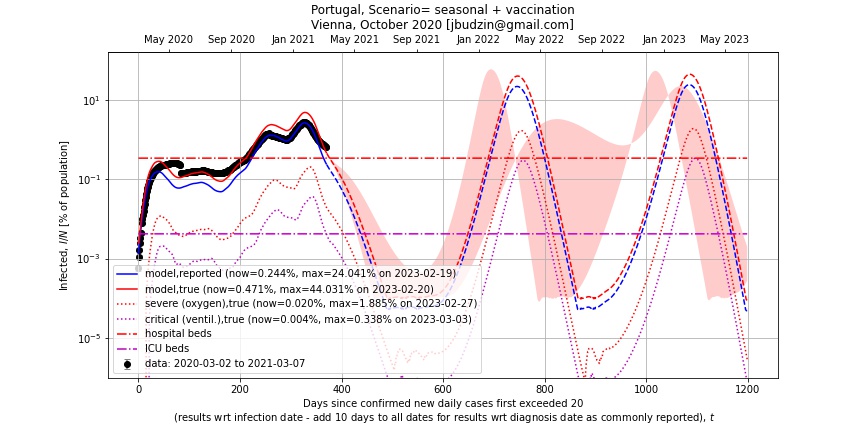 Portugal, Scenario= seasonal + vaccination
Vienna, October 2020 [jbudzin@gmail.com]
May 2020 Sep 2020 Jan 2021 May 2021 Sep 2021 Jan 2022 May 2022 Sep 2022 Jan 2023 May 2023
Infected, I/N [% of population]
10¹
10⁻¹
10⁻³
10⁻⁵
model,reported (now=0.244%, max=24.041% on 2023-02-19)
model,true (now=0.471%, max=44.031% on 2023-02-20)
severe (oxygen),true (now=0.020%, max=1.885% on 2023-02-27)
critical (ventil.),true (now=0.004%, max=0.338% on 2023-03-03)
hospital beds
ICU beds
data: 2020-03-02 to 2021-03-07
0 200 400 600 800 1000 1200
Days since confirmed new daily cases first exceeded 20
(results wrt infection date - add 10 days to all dates for results wrt diagnosis date as commonly reported), t